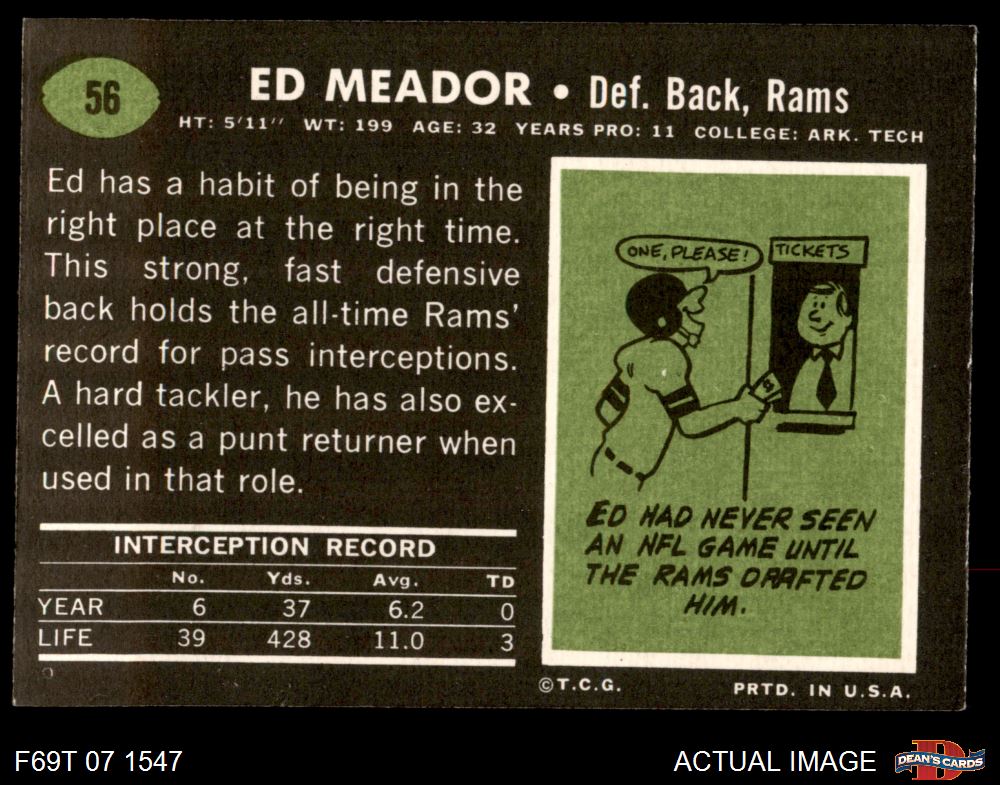 56
ED MEADOR • Def. Back, Rams
HT: 5'11" WT: 199 AGE: 32 YEARS PRO: 11 COLLEGE: ARK. TECH
Ed has a habit of being in the
right place at the right time.
This strong, fast defensive
back holds the all-time Rams'
record for pass interceptions.
A hard tackler, he has also ex-
celled as a punt returner when
used in that role.
INTERCEPTION RECORD
No. Yds. Avg. TD
YEAR 6 37 6.2 0
LIFE 39 428 11.0 3
ONE, PLEASE!
TICKETS
ED HAD NEVER SEEN
AN NFL GAME UNTIL
THE RAMS DRAFTED
HIM.
©T.C.G. PRTD. IN U.S.A.
F69T 07 1547
ACTUAL IMAGE
DEAN'S CARDS